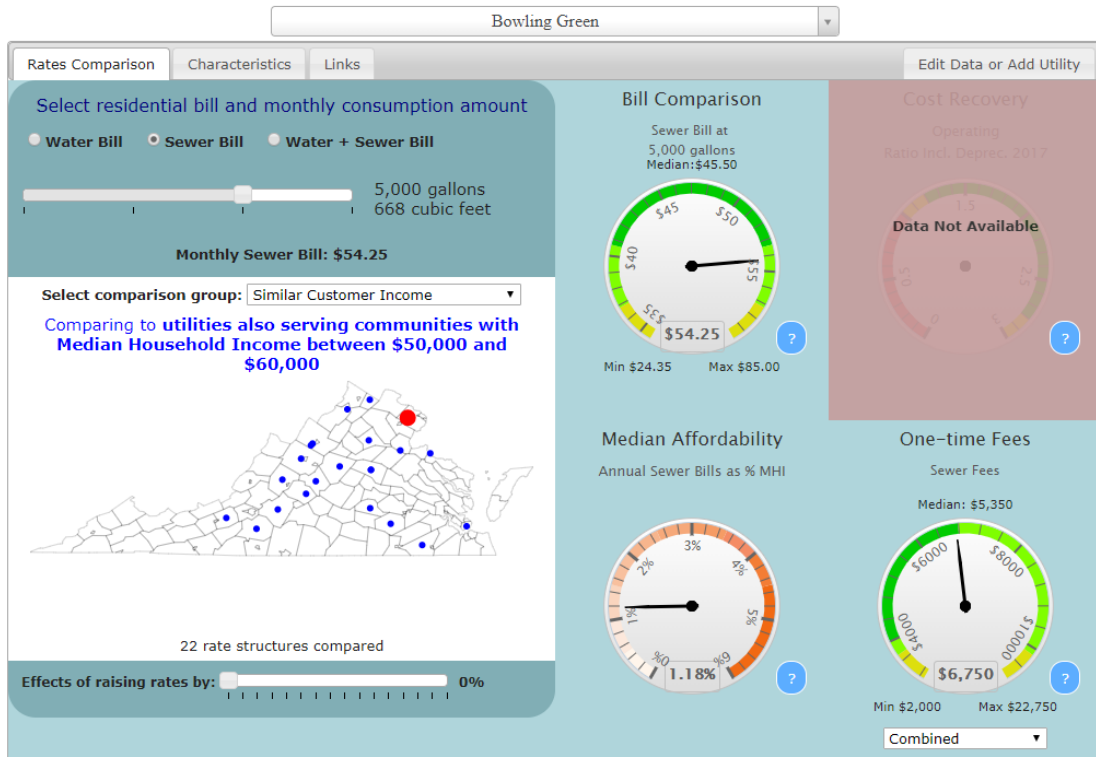 Bowling Green
Rates Comparison
Characteristics
Links
Edit Data or Add Utility
Select residential bill and monthly consumption amount
Water Bill
Sewer Bill
Water + Sewer Bill
5,000 gallons
668 cubic feet
Monthly Sewer Bill: $54.25
Select comparison group:
Similar Customer Income
Comparing to utilities also serving communities with
Median Household Income between $50,000 and
$60,000
22 rate structures compared
Effects of raising rates by:
0%
Bill Comparison
Sewer Bill at
5,000 gallons
Median:$45.50
$35
$40
$45
$50
$55
$54.25
?
Min $24.35
Max $85.00
Cost Recovery
Operating
Ratio Incl. Deprec, 2017
0
0.5
1.5
2.5
3
Data Not Available
?
Median Affordability
Annual Sewer Bills as % MHI
0%
1%
2%
3%
4%
5%
6%
1.18%
?
One-time Fees
Sewer Fees
Median: $5,350
$4000
$6000
$8000
$10000
$6,750
?
Min $2,000
Max $22,750
Combined